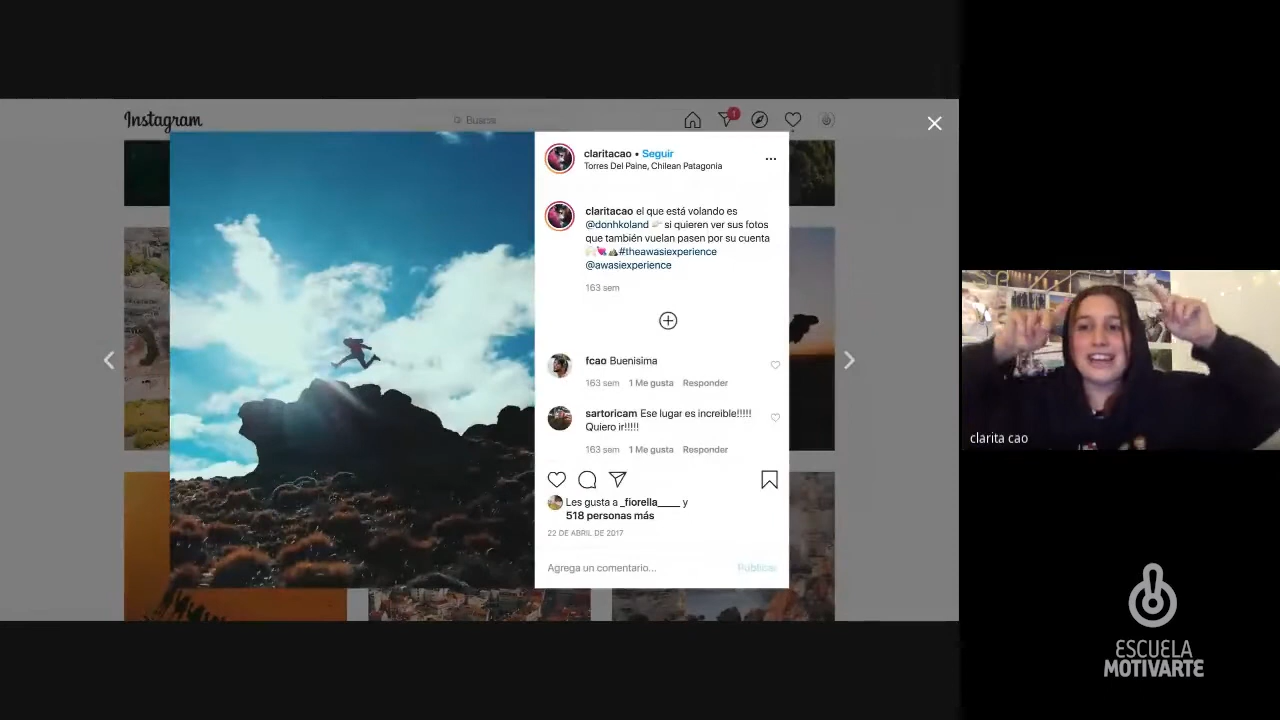 Instagram
Busca
1
claritacao • Seguir
Torres Del Paine, Chilean Patagonia
claritacao el que está volando es
@donhkoland si quieren ver sus fotos
que también vuelan pasen por su cuenta
#theawasiexperience
@awasiexperience
163 sem
fcao Buenisima
163 sem 1 Me gusta Responder
sartoricam Ese lugar es increible!!!!!
Quiero ir!!!!!
163 sem 1 Me gusta Responder
Les gusta a _fiorella____ y
518 personas más
22 DE ABRIL DE 2017
Agrega un comentario... Publicar
clarita cao
ESCUELA
MOTIVARTE